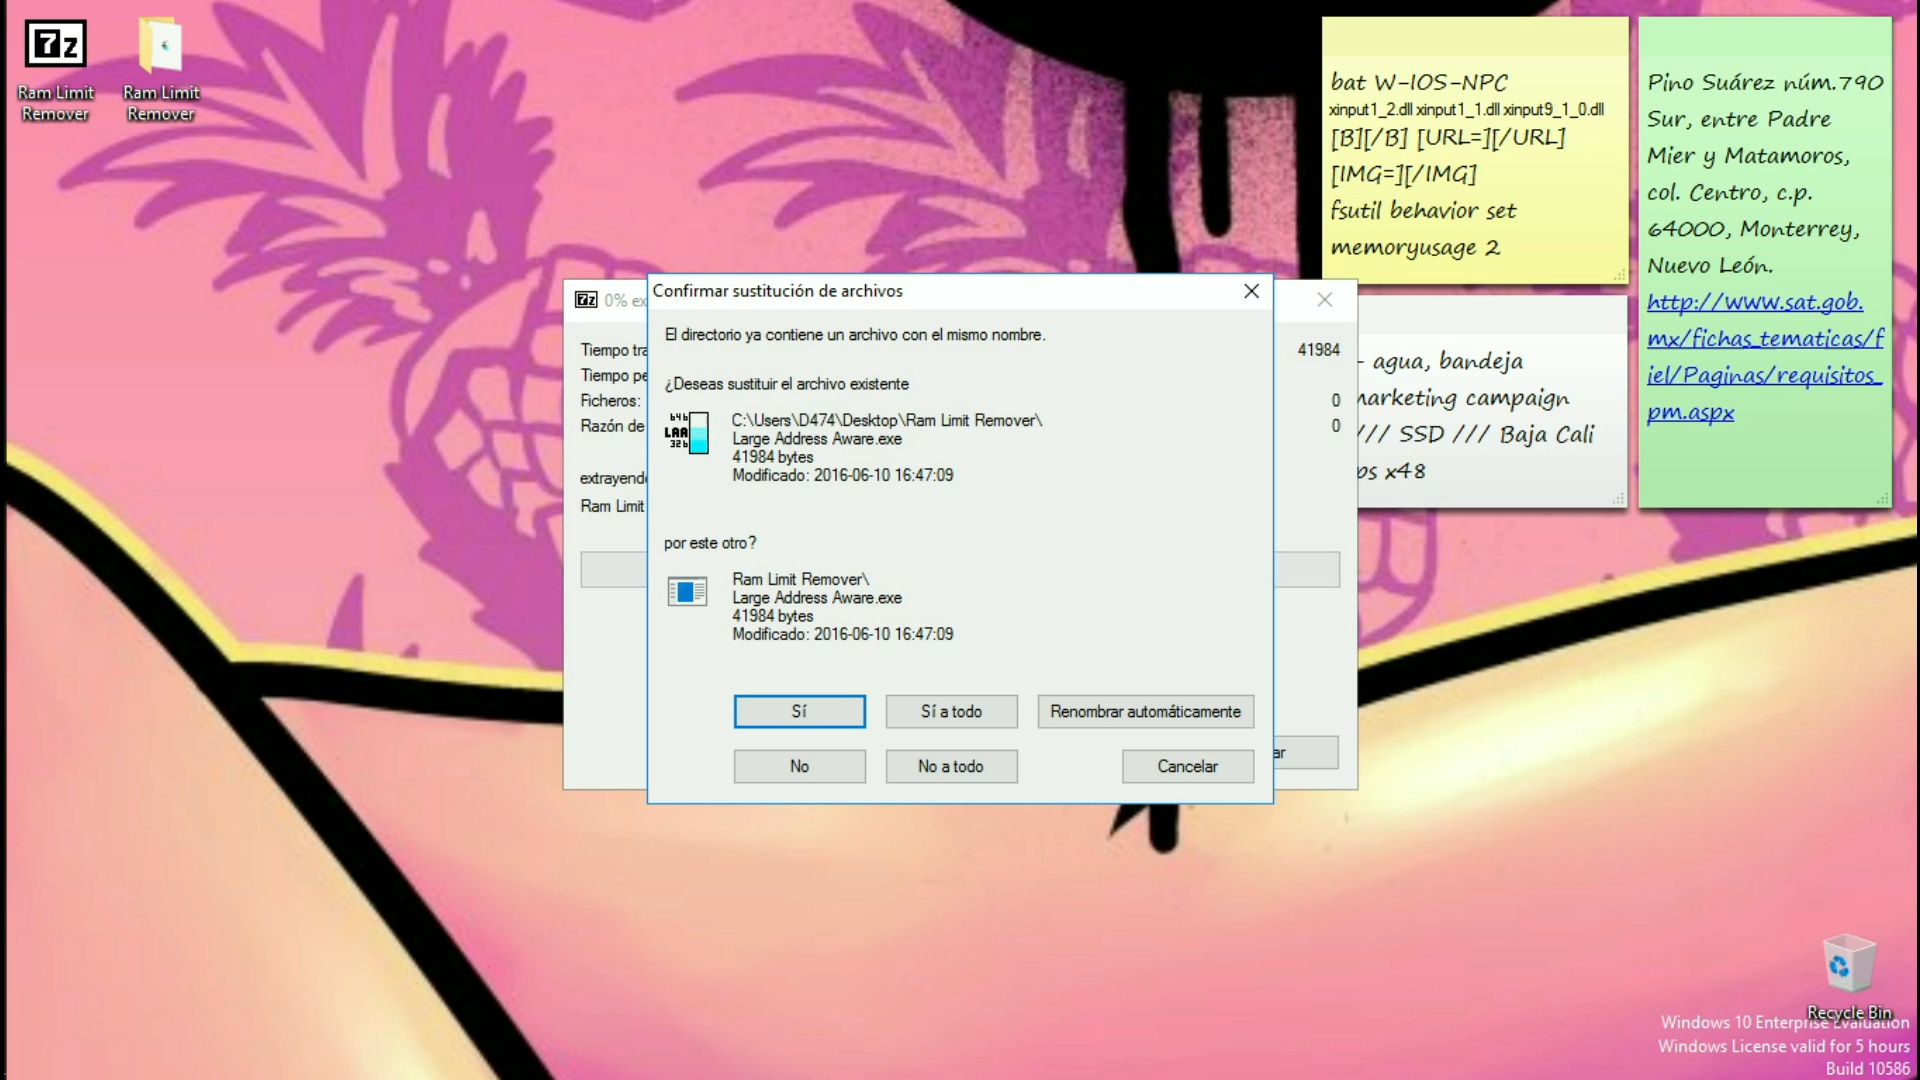 7z
Ram Limit
Remover
Ram Limit
Remover
bat W-IOS-NPC
xinput1_2.dll xinput1_1.dll xinput9_1_0.dll
[B][/B] [URL=][/URL]
[IMG=][/IMG]
fsutil behavior set
memoryusage 2
Pino Suárez núm.790
Sur, entre Padre
Mier y Matamoros,
col. Centro, c.p.
64000, Monterrey,
Nuevo León.
http://www.sat.gob.
mx/fichas_tematicas/f
iel/Paginas/requisitos_
pm.aspx
- agua, bandeja
marketing campaign
/// SSD /// Baja Cali
x48
7z 0%
Tiempo
Tiempo
Ficheros:
Razón de
Ram Limit
41984
0
0
Confirmar sustitución de archivos
El directorio ya contiene un archivo con el mismo nombre.
¿Deseas sustituir el archivo existente
64b
LAA
32b
C:\Users\D474\Desktop\Ram Limit Remover\
Large Address Aware.exe
41984 bytes
Modificado: 2016-06-10 16:47:09
por este otro?
Ram Limit Remover\
Large Address Aware.exe
41984 bytes
Modificado: 2016-06-10 16:47:09
Sí
Sí a todo
Renombrar automáticamente
No
No a todo
Cancelar
Recycle Bin
Windows 10 Enterprise Evaluation
Windows License valid for 5 hours
Build 10586